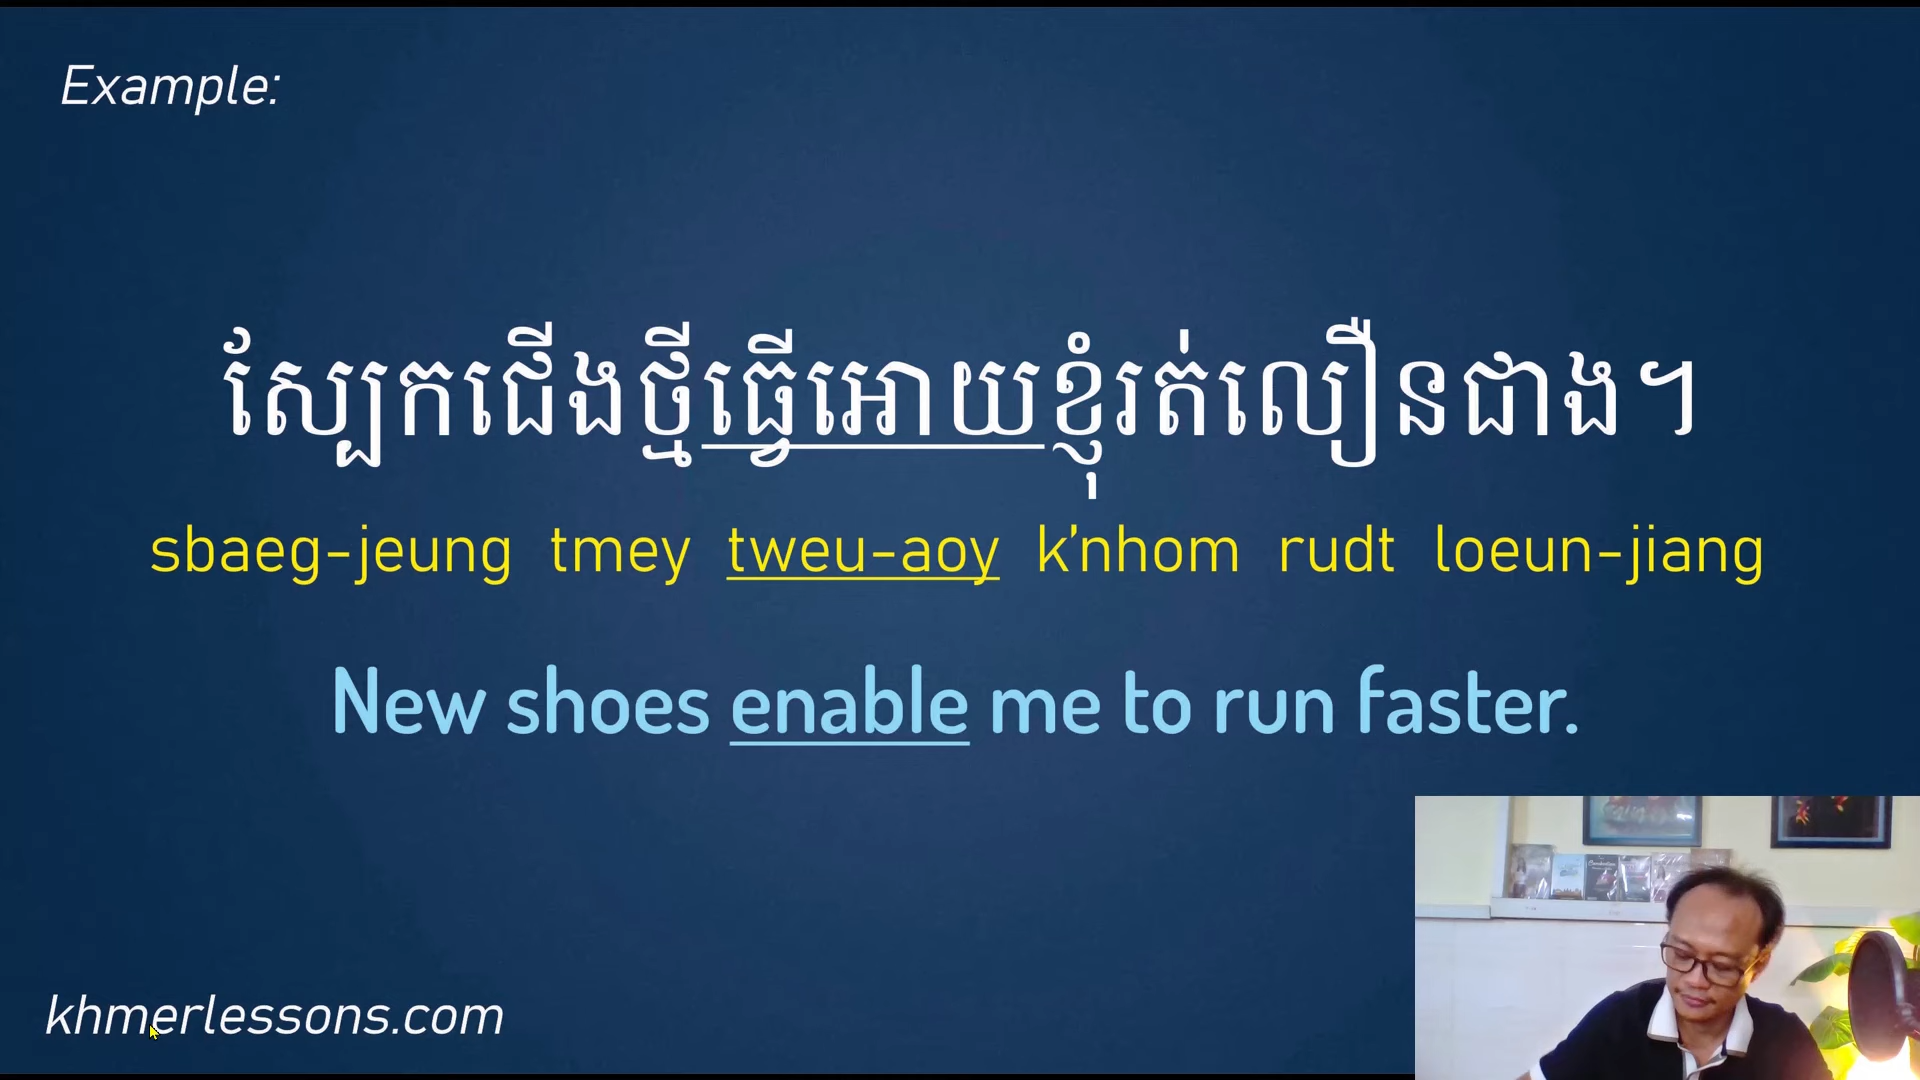 Example:
ស្បែកជើងថ្មីធ្វើអោយខ្ញុំរត់លឿនជាង។
sbaeg-jeung tmey tweu-aoy k'nhom rudt loeun-jiang
New shoes enable me to run faster.
khmerlessons.com